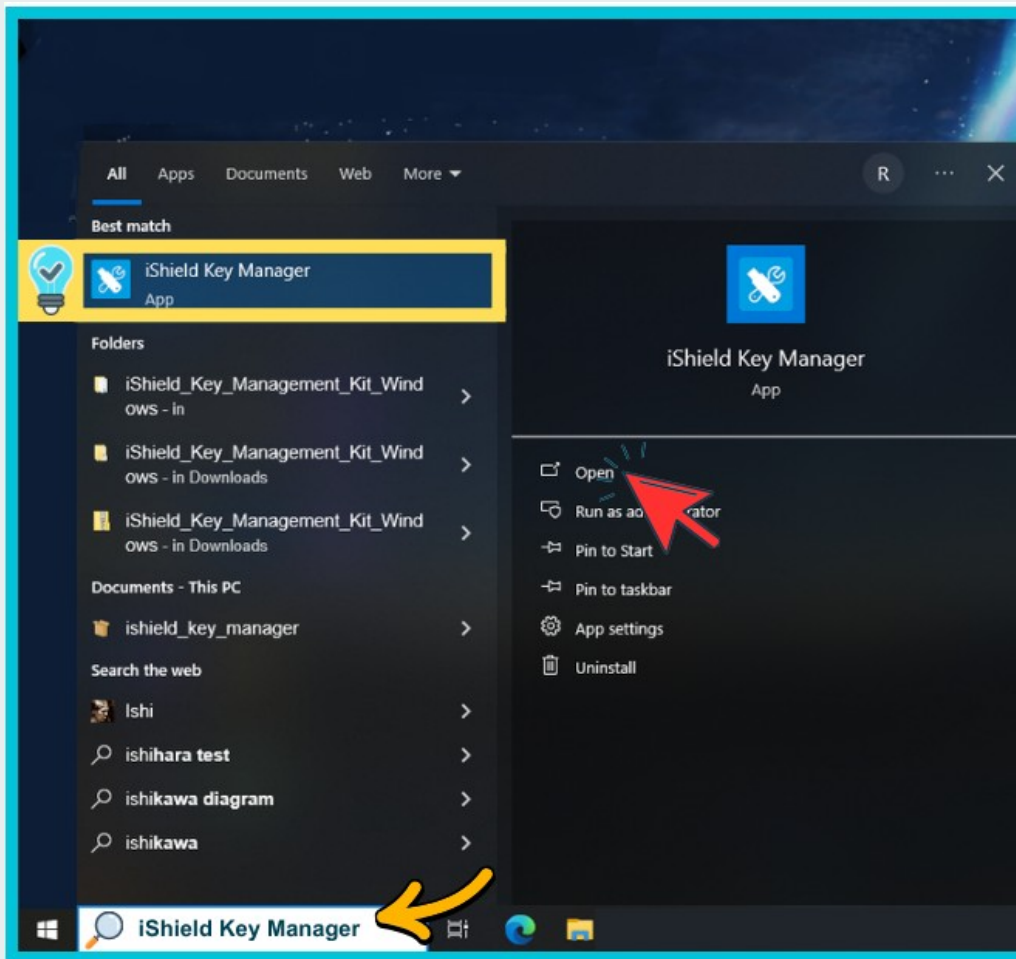 All Apps Documents Web More
R ...
Best match
iShield Key Manager
App
Folders
iShield_Key_Management_Kit_Wind
ows - in
iShield_Key_Management_Kit_Wind
ows - in Downloads
iShield_Key_Management_Kit_Wind
ows - in Downloads
Documents - This PC
ishield_key_manager
Search the web
Ishi
ishihara test
ishikawa diagram
ishikawa
iShield Key Manager
iShield Key Manager
App
Open
Run as
Pin to Start
Pin to taskbar
App settings
Uninstall